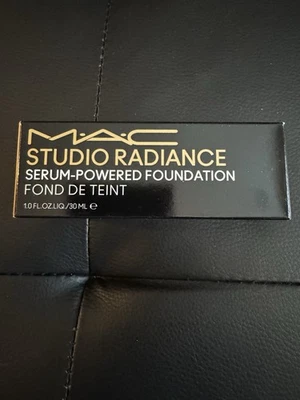 M·A·C
STUDIO RADIANCE
SERUM-POWERED FOUNDATION
FOND DE TEINT
1.0 FL.OZ.LIQ./30 ML ℮